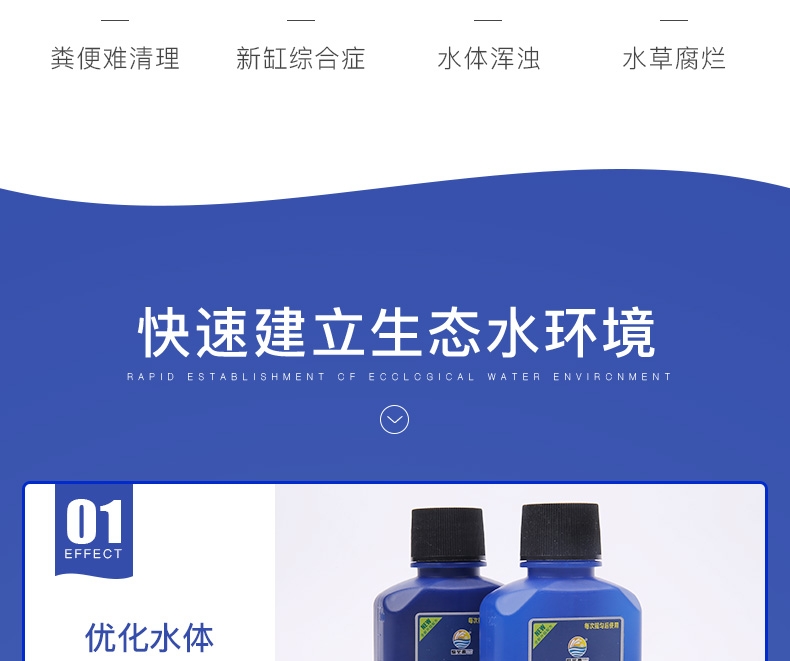 粪便难清理 新缸综合症 水体浑浊 水草腐烂
快速建立生态水环境
RAPID ESTABLISHMENT OF ECOLOGICAL WATER ENVIRONMENT
01
EFFECT
优化水体